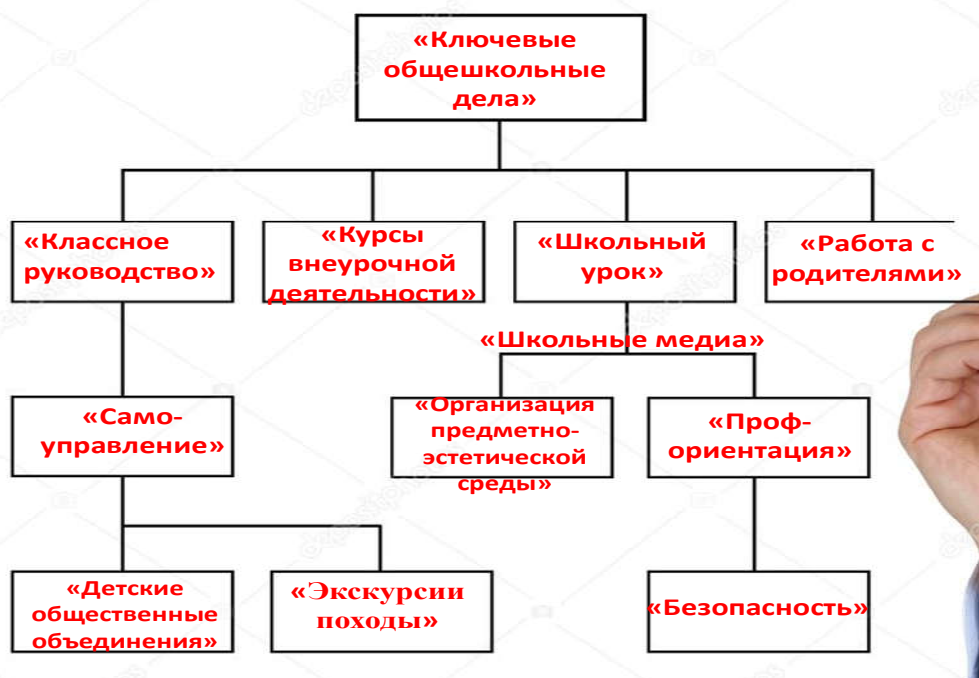 «Ключевые
общешкольные
дела»
«Классное
руководство»
«Курсы
внеурочной
деятельности»
«Школьный
урок»
«Работа с
родителями»
«Школьные медиа»
«Само-
управление»
«Организация
предметно-
эстетической
среды»
«Проф-
ориентация»
«Детские
общественные
объединения»
«Экскурсии
походы»
«Безопасность»